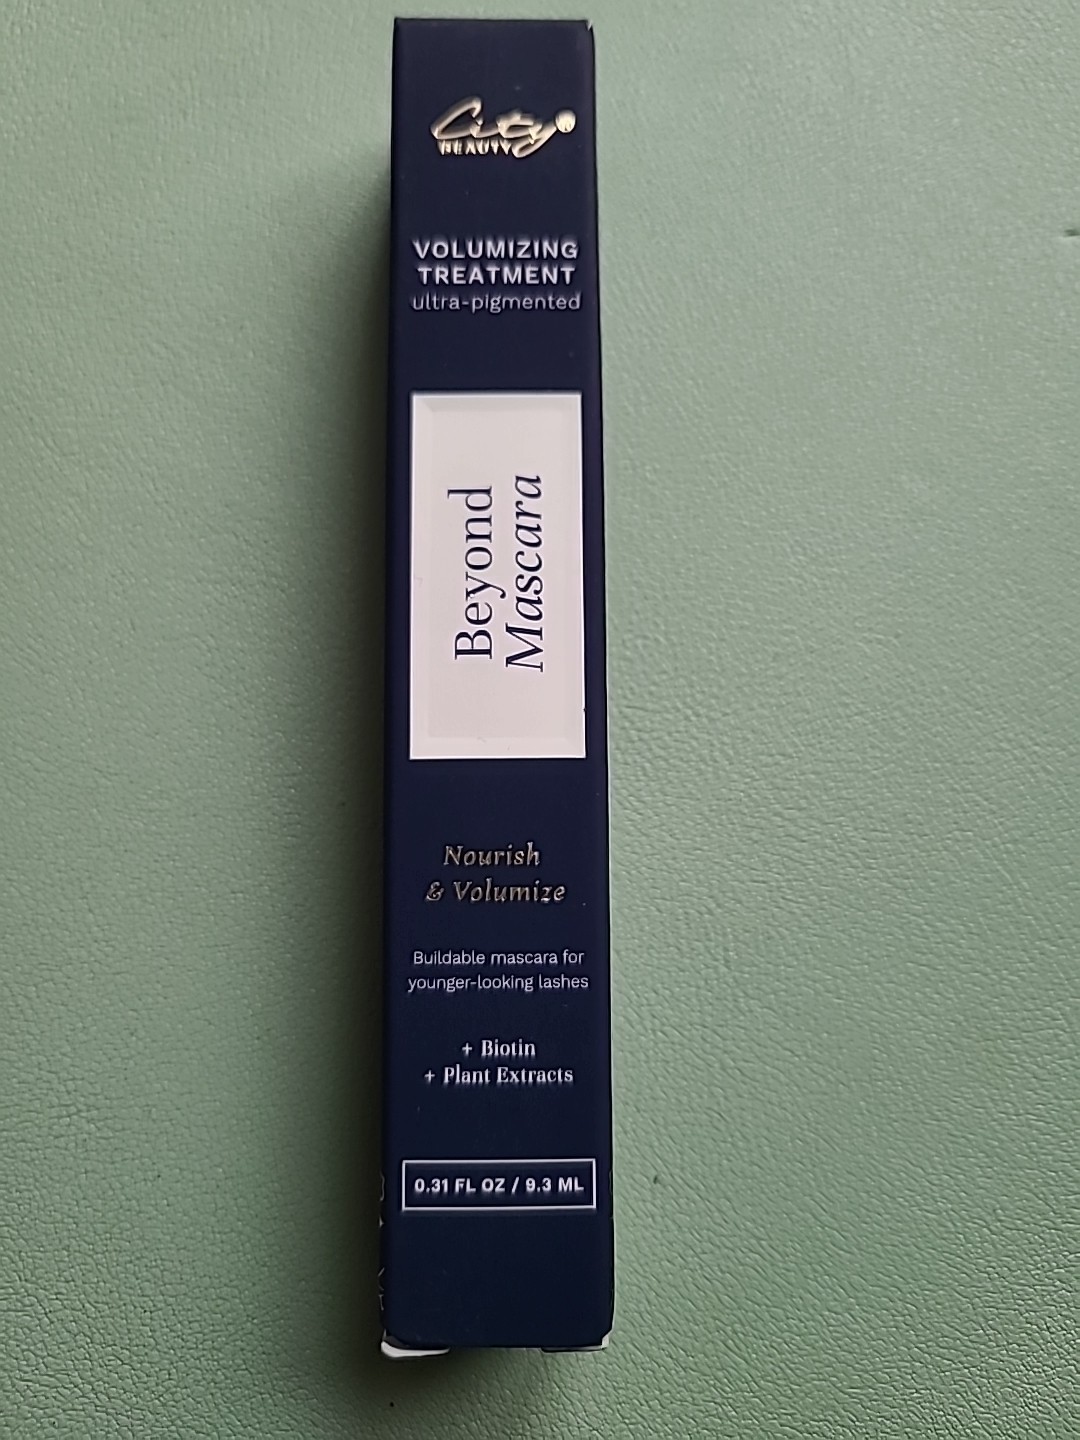 City®
BEAUTY
VOLUMIZING
TREATMENT
ultra-pigmented
Beyond
Mascara
Nourish
& Volumize
Buildable mascara for
younger-looking lashes
+ Biotin
+ Plant Extracts
0.31 FL OZ / 9.3 ML